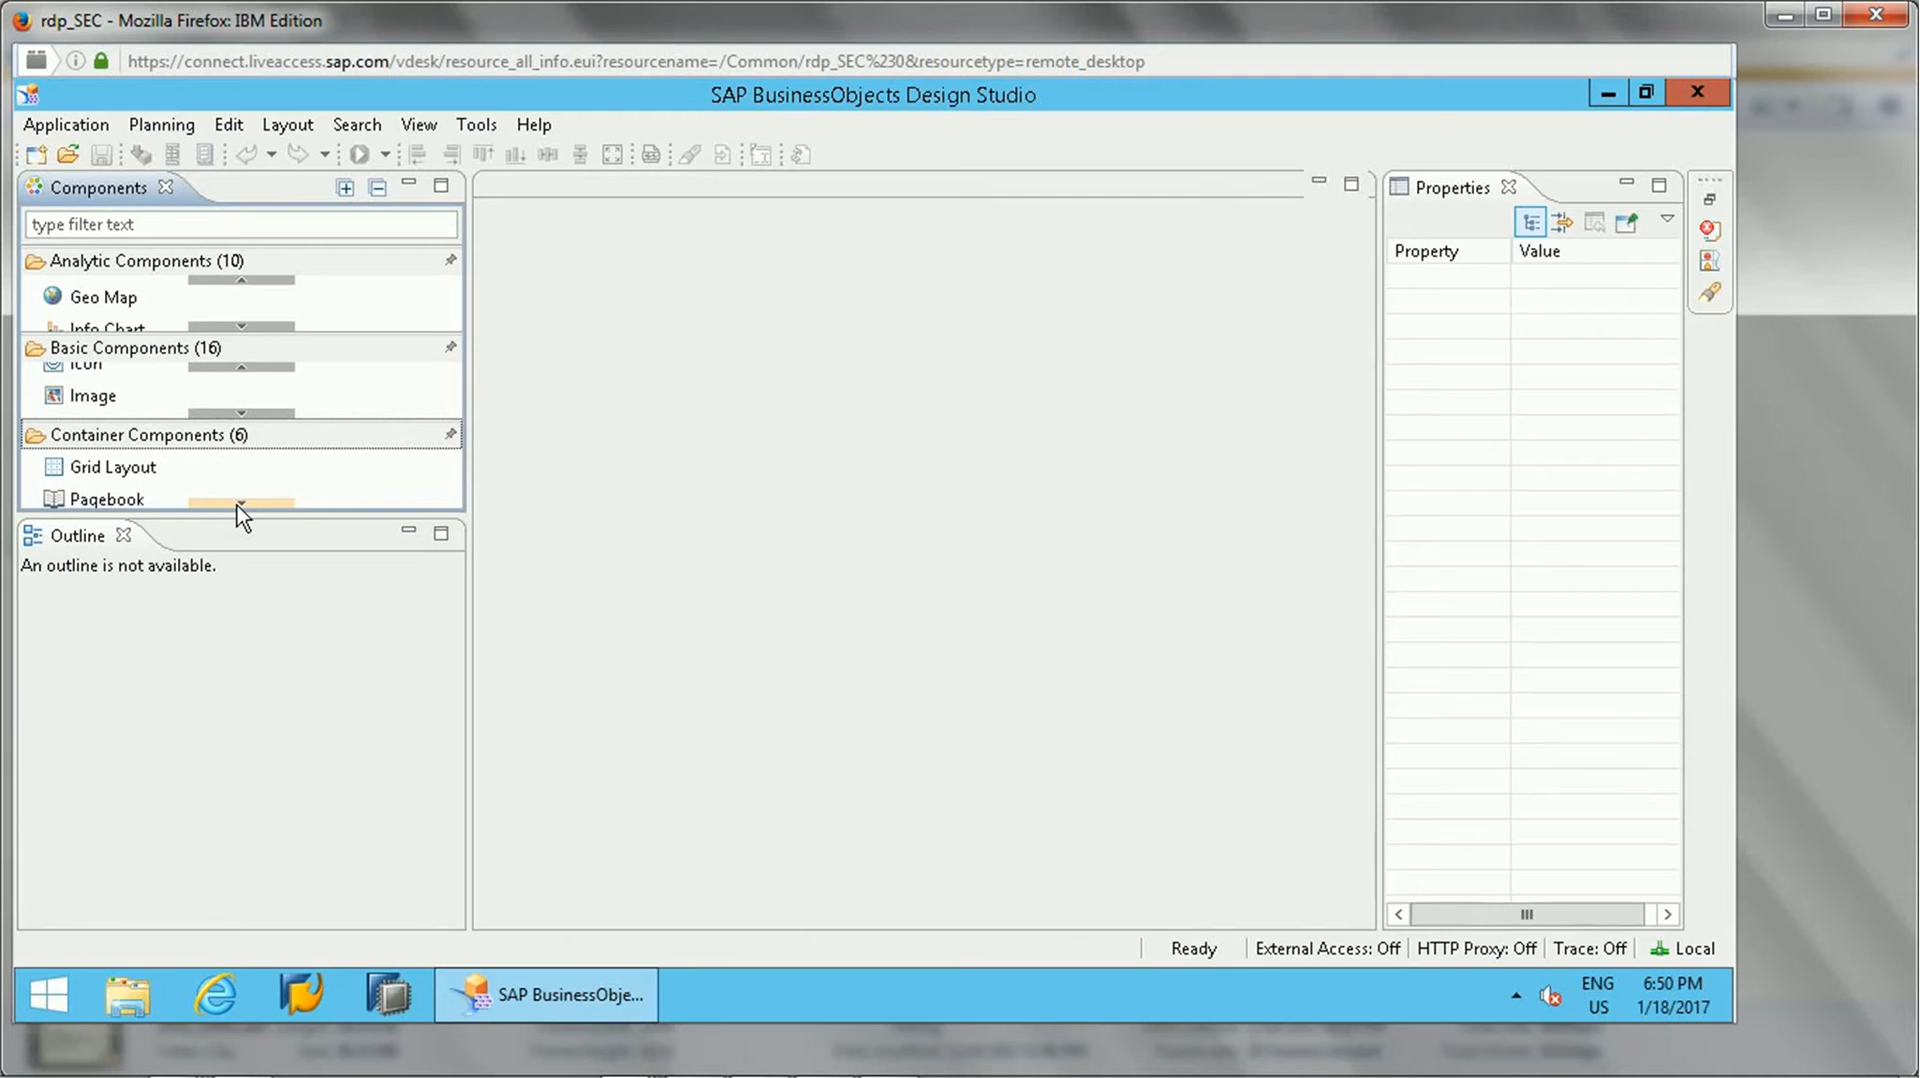 rdp_SEC - Mozilla Firefox: IBM Edition
https://connect.liveaccess.sap.com/vdesk/resource_all_info.eui?resourcename=/Common/rdp_SEC%230&resourcetype=remote_desktop
SAP BusinessObjects Design Studio
Application Planning Edit Layout Search View Tools Help
Components
type filter text
Analytic Components (10)
Geo Map
Info Chart
Basic Components (16)
Icon
Image
Container Components (6)
Grid Layout
Pagebook
Outline
An outline is not available.
Properties
Property Value
Ready External Access: Off HTTP Proxy: Off Trace: Off Local
SAP BusinessObje...
ENG
US
6:50 PM
1/18/2017